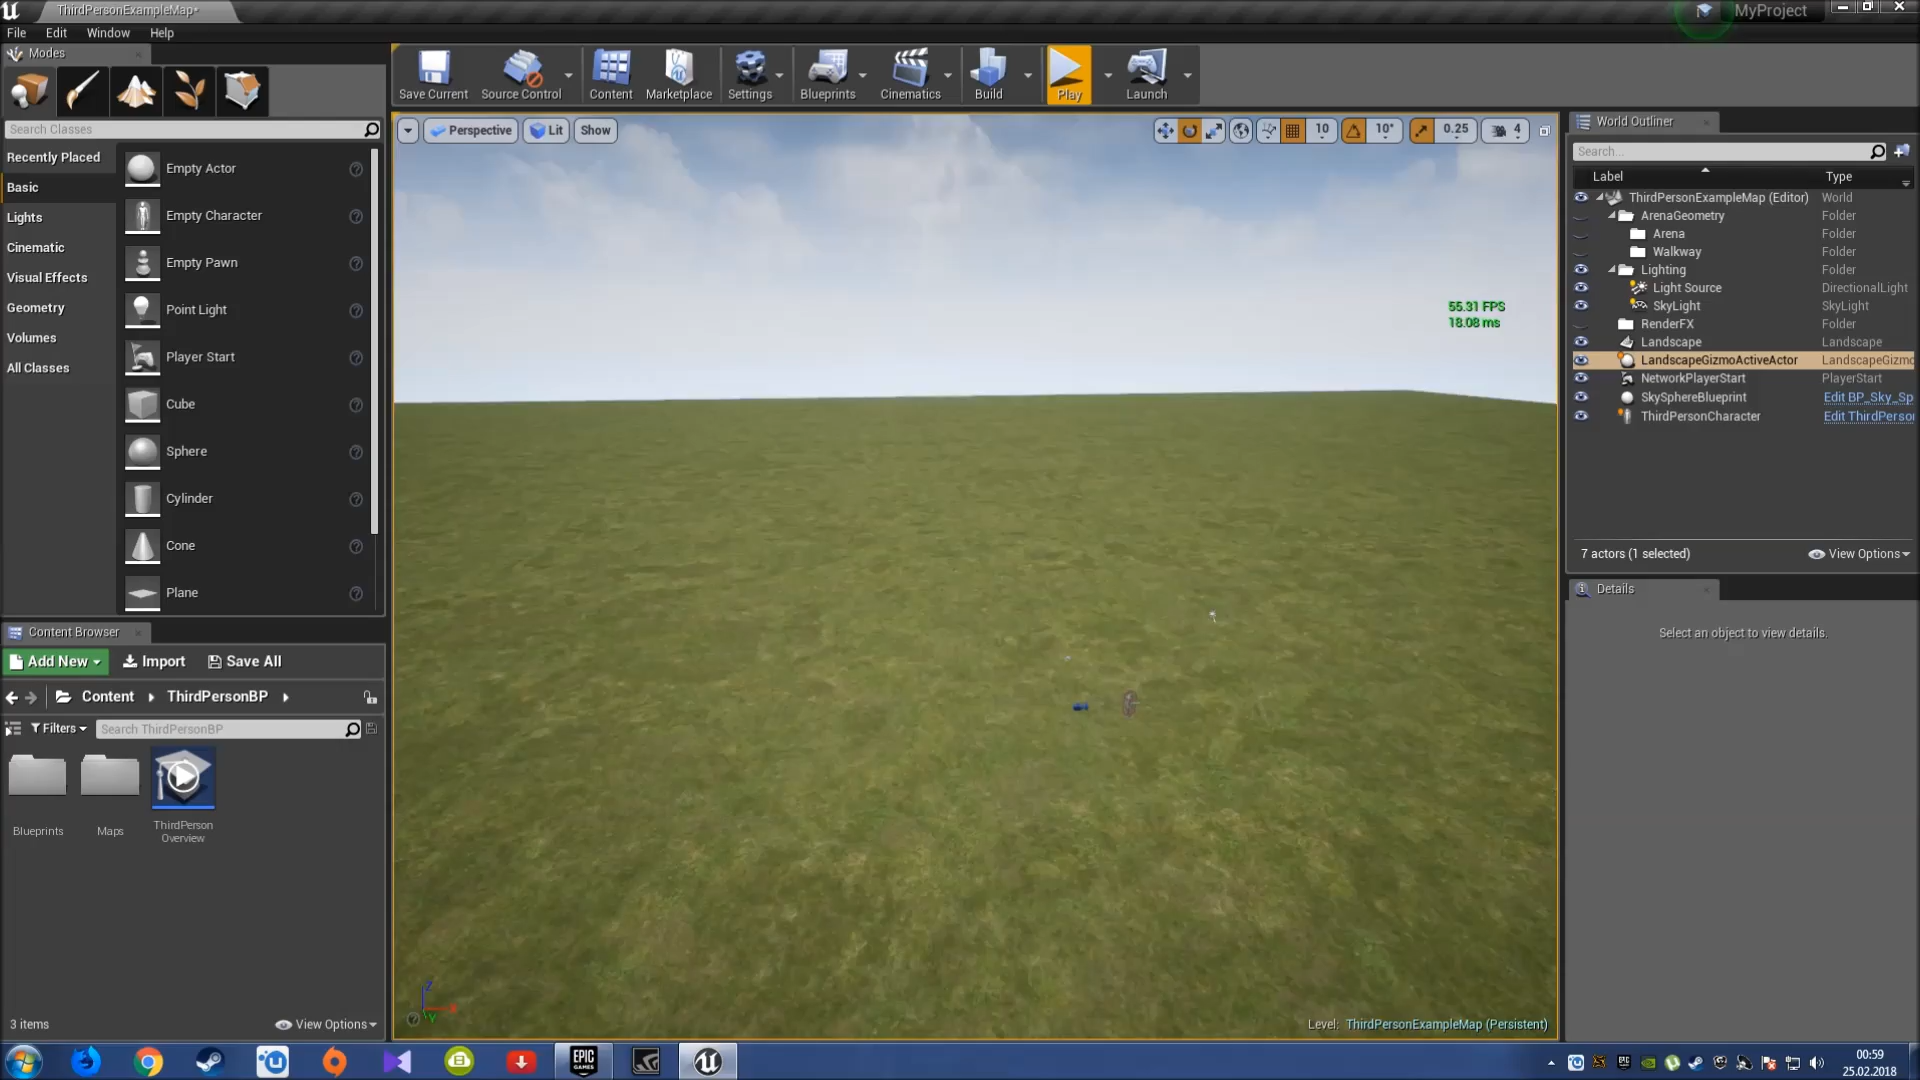 ThirdPersonExampleMap*
MyProject
File Edit Window Help
Modes
Save Current
Source Control
Content
Marketplace
Settings
Blueprints
Cinematics
Build
Play
Launch
Search Classes
Recently Placed
Basic
Lights
Cinematic
Visual Effects
Geometry
Volumes
All Classes
Empty Actor
Empty Character
Empty Pawn
Point Light
Player Start
Cube
Sphere
Cylinder
Cone
Plane
Perspective
Lit
Show
10
10°
0.25
4
55.31 FPS
18.08 ms
Level: ThirdPersonExampleMap (Persistent)
World Outliner
Search...
Label Type
ThirdPersonExampleMap (Editor) World
ArenaGeometry Folder
Arena Folder
Walkway Folder
Lighting Folder
Light Source DirectionalLight
SkyLight SkyLight
RenderFX Folder
Landscape Landscape
LandscapeGizmoActiveActor LandscapeGizmo
NetworkPlayerStart PlayerStart
SkySphereBlueprint Edit BP_Sky_Sp
ThirdPersonCharacter Edit ThirdPerson
7 actors (1 selected) View Options
Details
Select an object to view details.
Content Browser
Add New Import Save All
Content ThirdPersonBP
Filters Search ThirdPersonBP
Blueprints
Maps
ThirdPerson
Overview
3 items View Options
EPIC
GAMES
00:59
25.02.2018